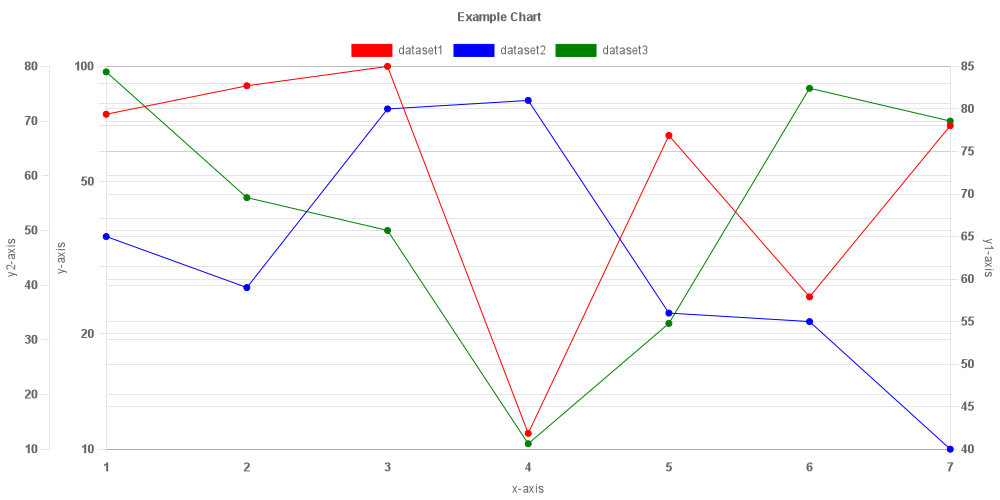 Example Chart
dataset1 dataset2 dataset3
80 100 85
70 80
60 50 75
50 70
40 20 65
30 10 60
20 55
10 50
45
40
y2-axis
y-axis
y1-axis
1 2 3 4 5 6 7
x-axis